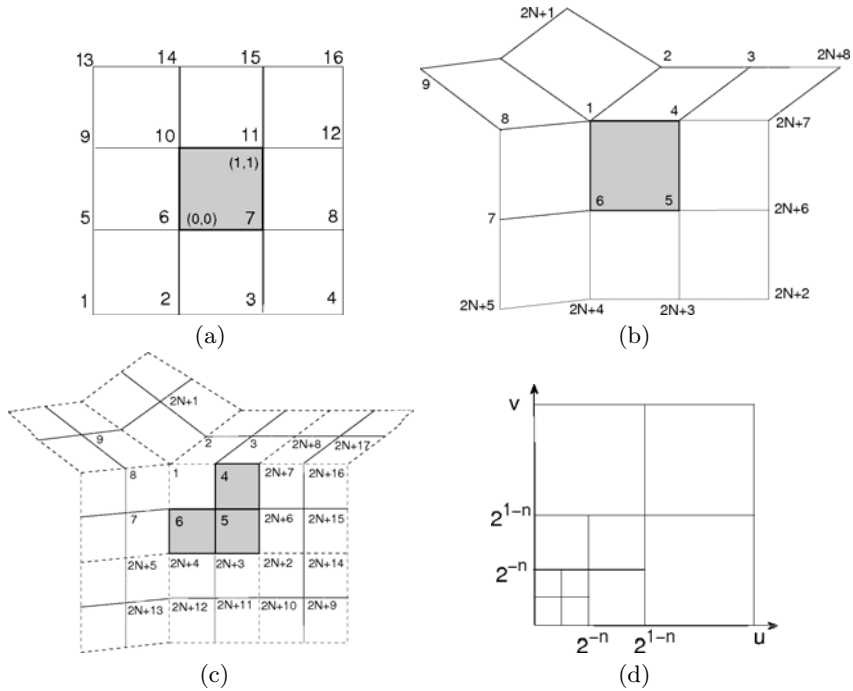 13 14 15 16
9 10 11 12
(1,1)
5 6 (0,0) 7 8
1 2 3 4
(a)
2N+1
2 3 2N+8
9
8 1 4 2N+7
7 6 5 2N+6
2N+5 2N+4 2N+3 2N+2
(b)
2N+1
9 2 3 2N+8 2N+17
8 1 4 2N+7 2N+16
7 6 5 2N+6 2N+15
2N+5 2N+4 2N+3 2N+2 2N+14
2N+13 2N+12 2N+11 2N+10 2N+9
(c)
v
2^{1-n}
2^{-n}
2^{-n} 2^{1-n} u
(d)